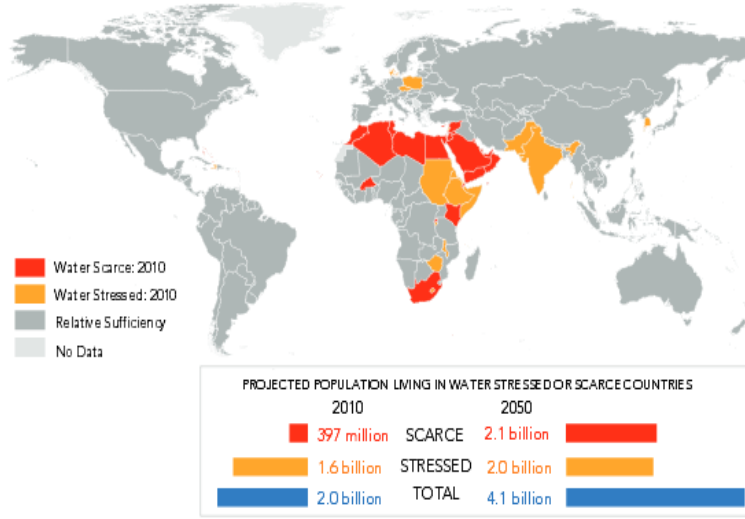 Water Scarce: 2010
Water Stressed: 2010
Relative Sufficiency
No Data
PROJECTED POPULATION LIVING IN WATER STRESSED OR SCARCE COUNTRIES
2010 2050
397 million SCARCE 2.1 billion
1.6 billion STRESSED 2.0 billion
2.0 billion TOTAL 4.1 billion